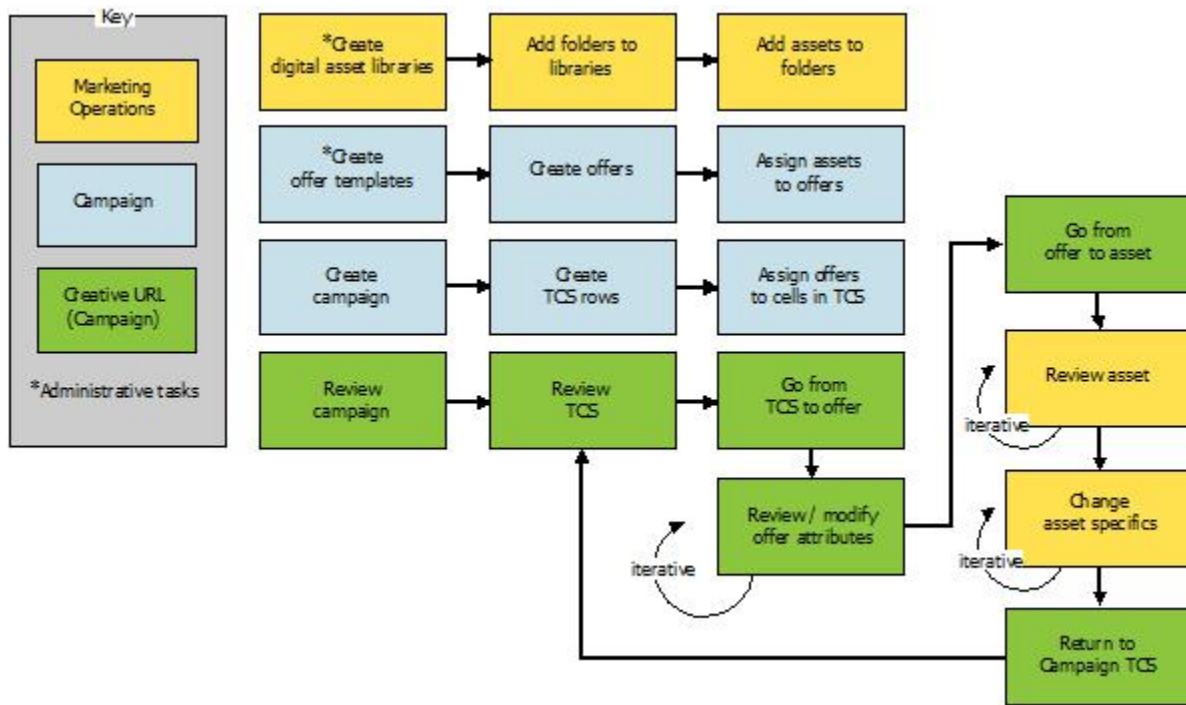 Key
Marketing
Operations
Campaign
Creative URL
(Campaign)
*Administrative tasks
*Create
digital asset libraries
Add folders to
libraries
Add assets to
folders
*Create
offer templates
Create offers
Assign assets
to offers
Create
campaign
Create
TCS rows
Assign offers
to cells in TCS
Review
campaign
Review
TCS
Go from
TCS to offer
Review / modify
offer attributes
iterative
Go from
offer to asset
Review asset
iterative
Change
asset specifics
iterative
Return to
Campaign TCS